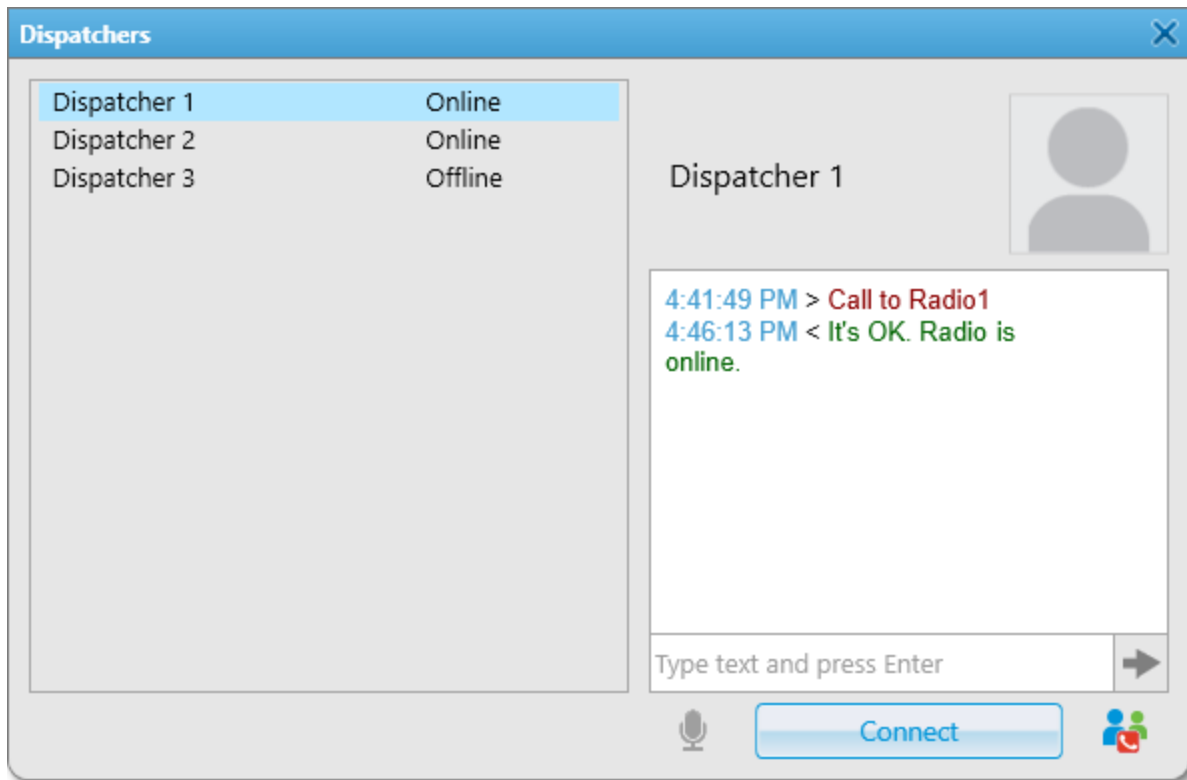 Dispatchers
Dispatcher 1 Online
Dispatcher 2 Online
Dispatcher 3 Offline
Dispatcher 1
4:41:49 PM > Call to Radio1
4:46:13 PM < It's OK. Radio is
online.
Type text and press Enter
Connect